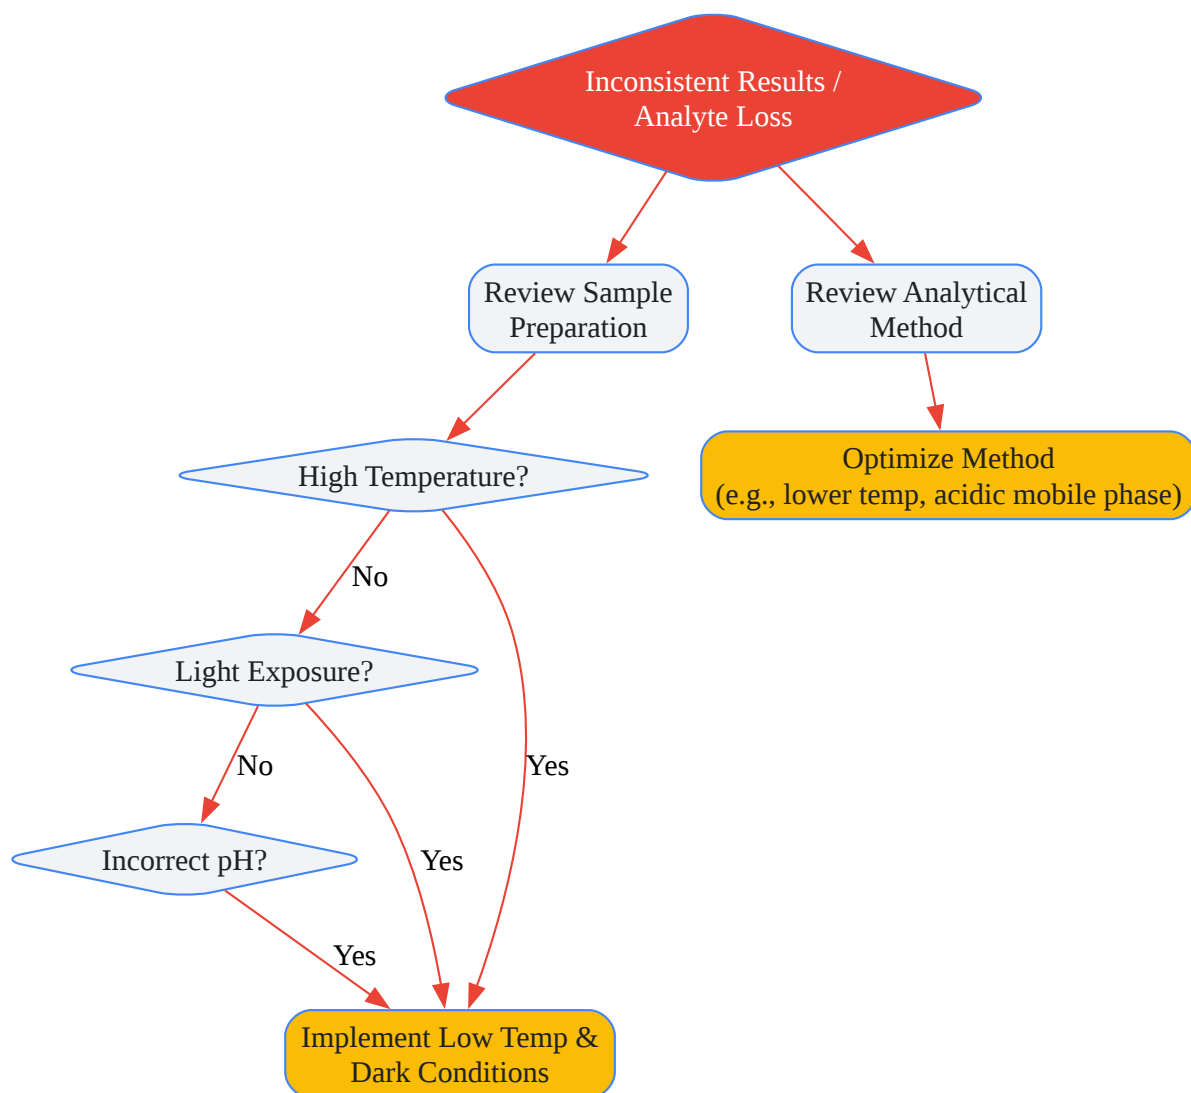 Inconsistent Results /
Analyte Loss
Review Sample
Preparation
Review Analytical
Method
High Temperature?
Optimize Method
(e.g., lower temp, acidic mobile phase)
No
Light Exposure?
No
Yes
Incorrect pH?
Yes
Yes
Implement Low Temp &
Dark Conditions